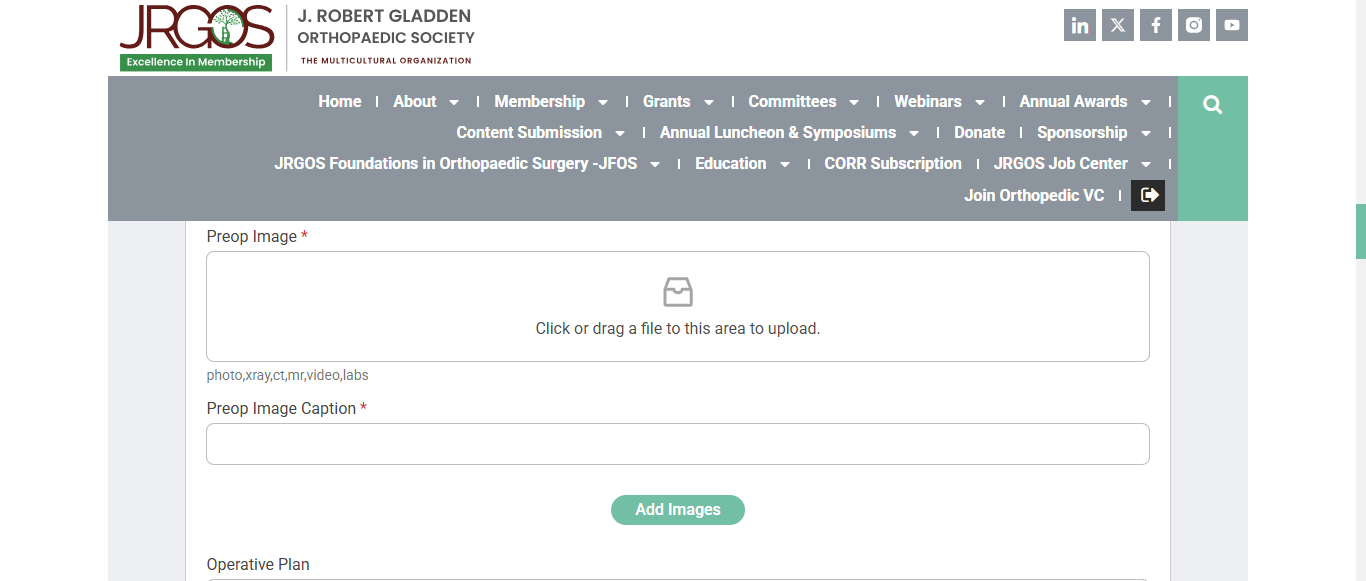 JRGOS
Excellence In Membership
J. ROBERT GLADDEN
ORTHOPAEDIC SOCIETY
THE MULTICULTURAL ORGANIZATION
Home About Membership Grants Committees Webinars Annual Awards
Content Submission Annual Luncheon & Symposiums Donate Sponsorship
JRGOS Foundations in Orthopaedic Surgery -JFOS Education CORR Subscription JRGOS Job Center
Join Orthopedic VC
Preop Image *
Click or drag a file to this area to upload.
photo,xray,ct,mr,video,labs
Preop Image Caption *
Add Images
Operative Plan